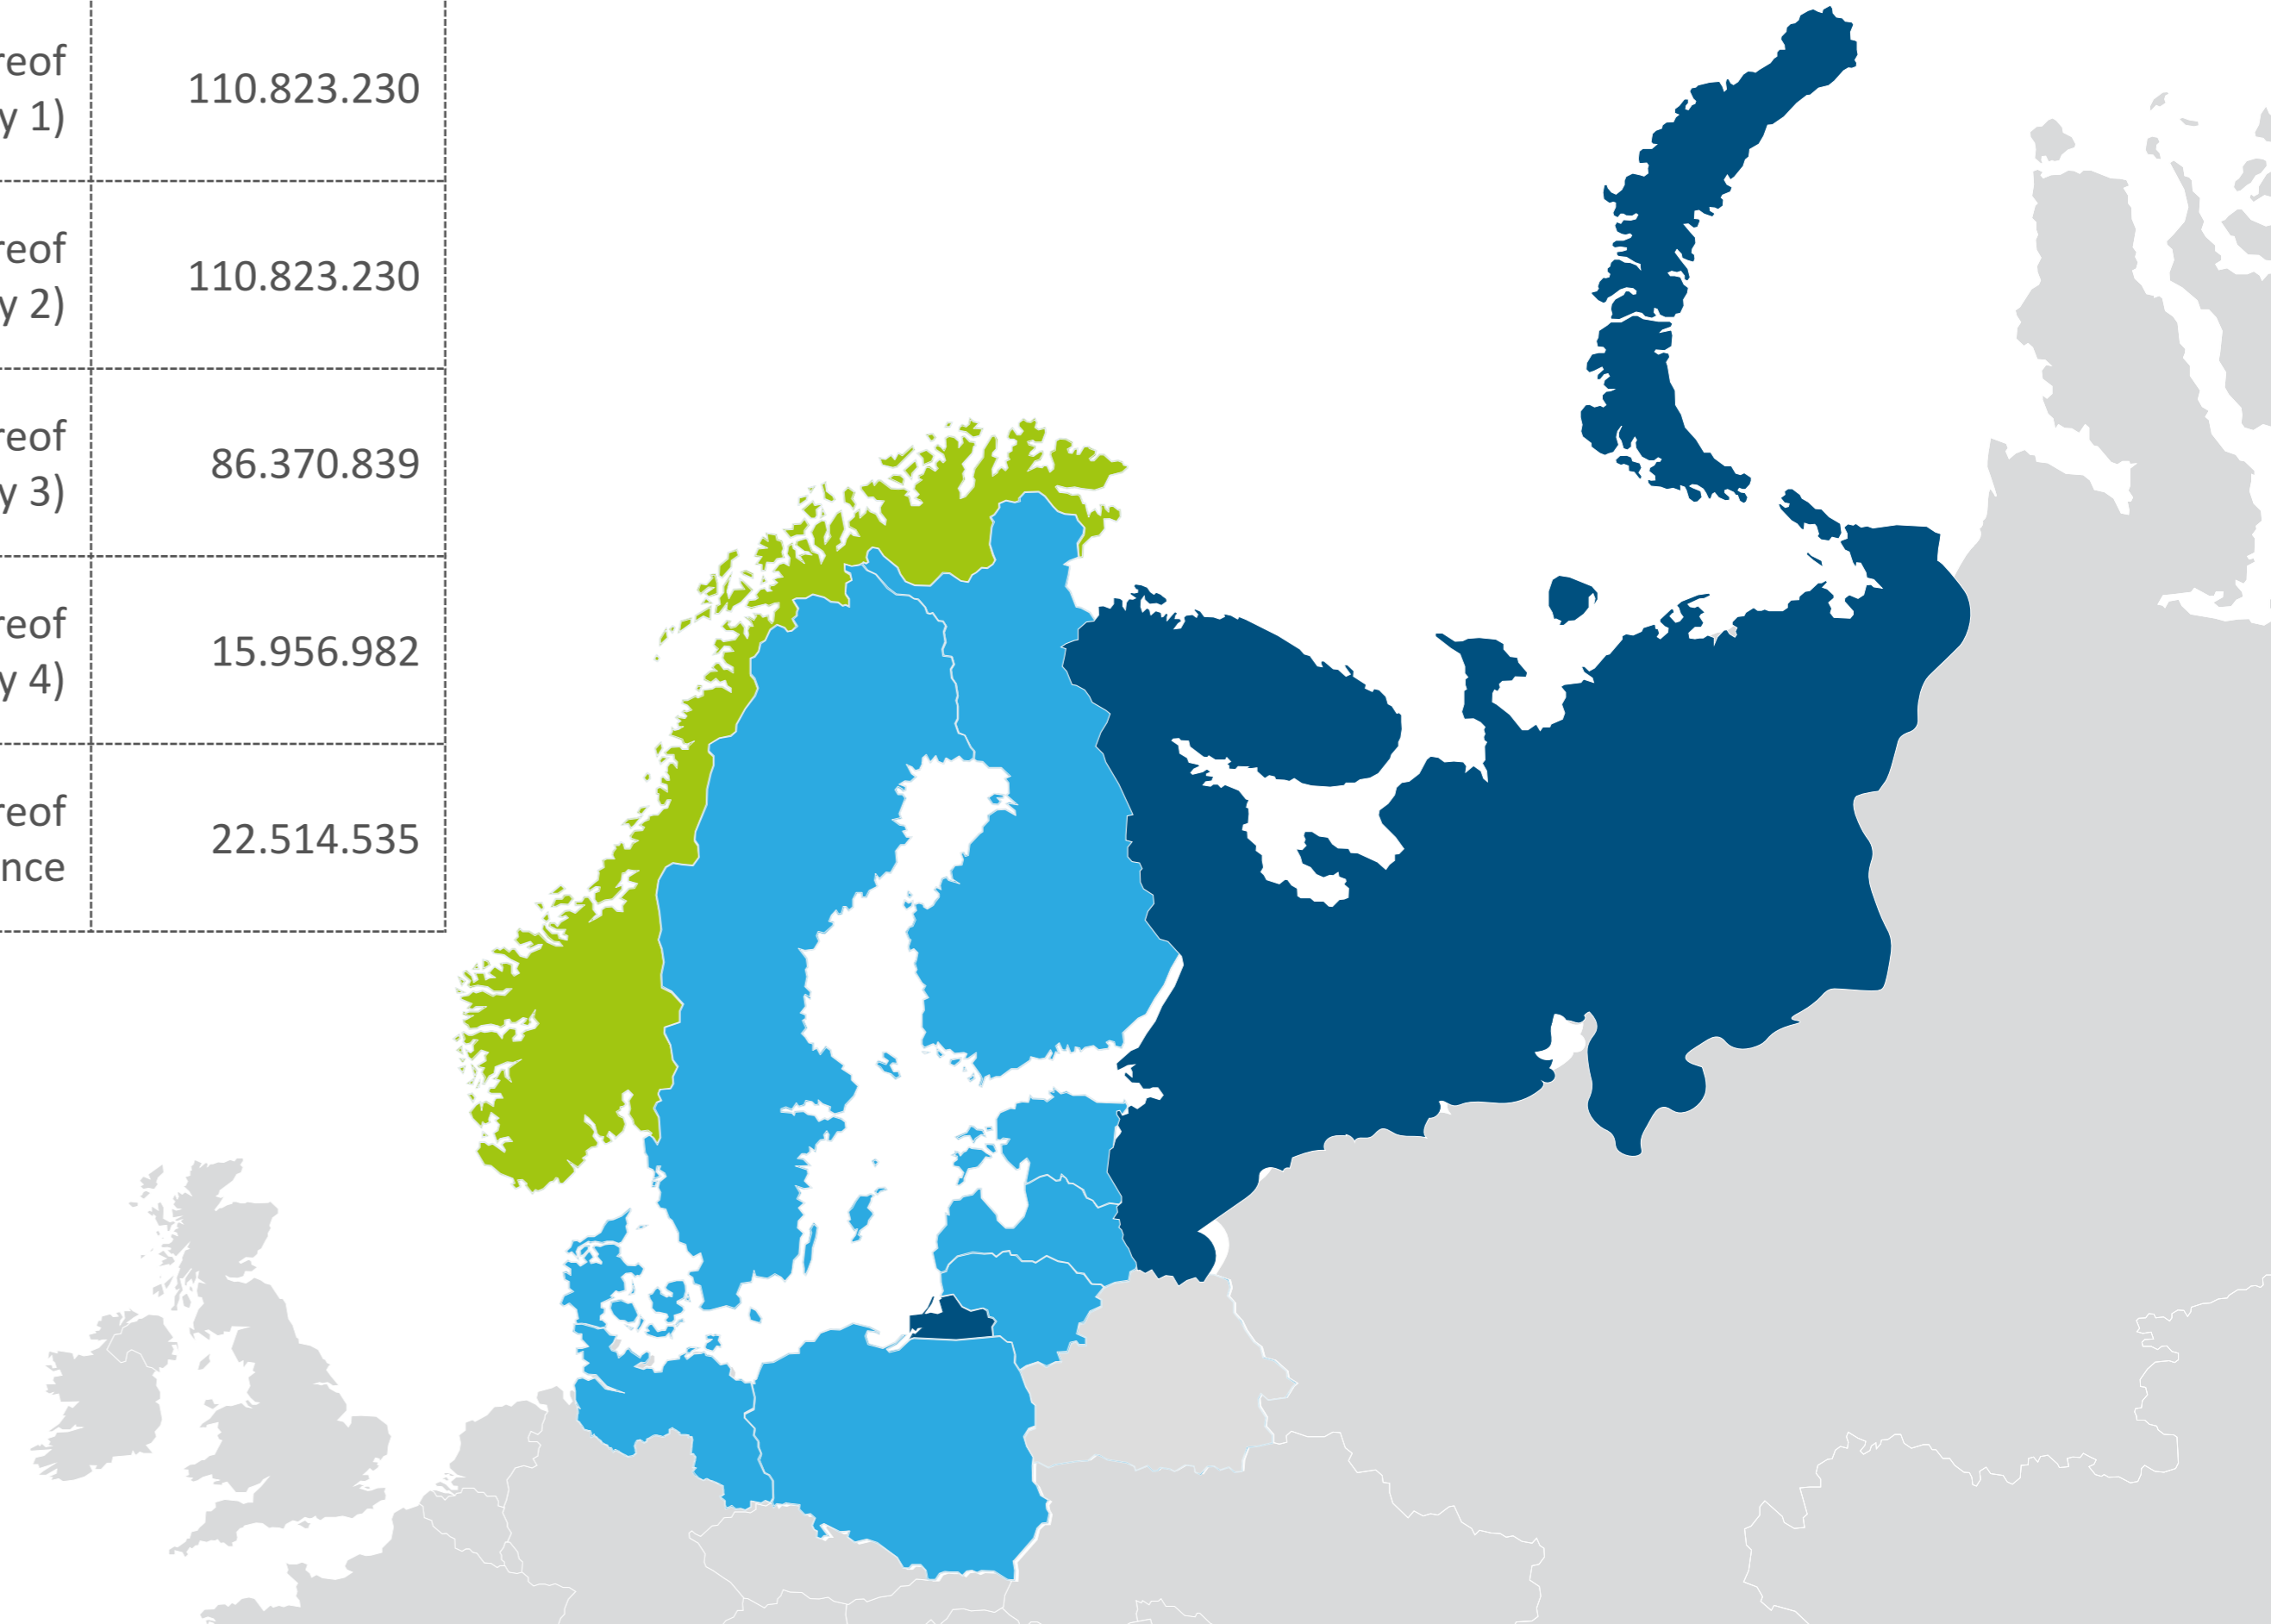 reof
y 1)
110.823.230
reof
y 2)
110.823.230
reof
y 3)
86.370.839
reof
y 4)
15.956.982
reof
nce
22.514.535